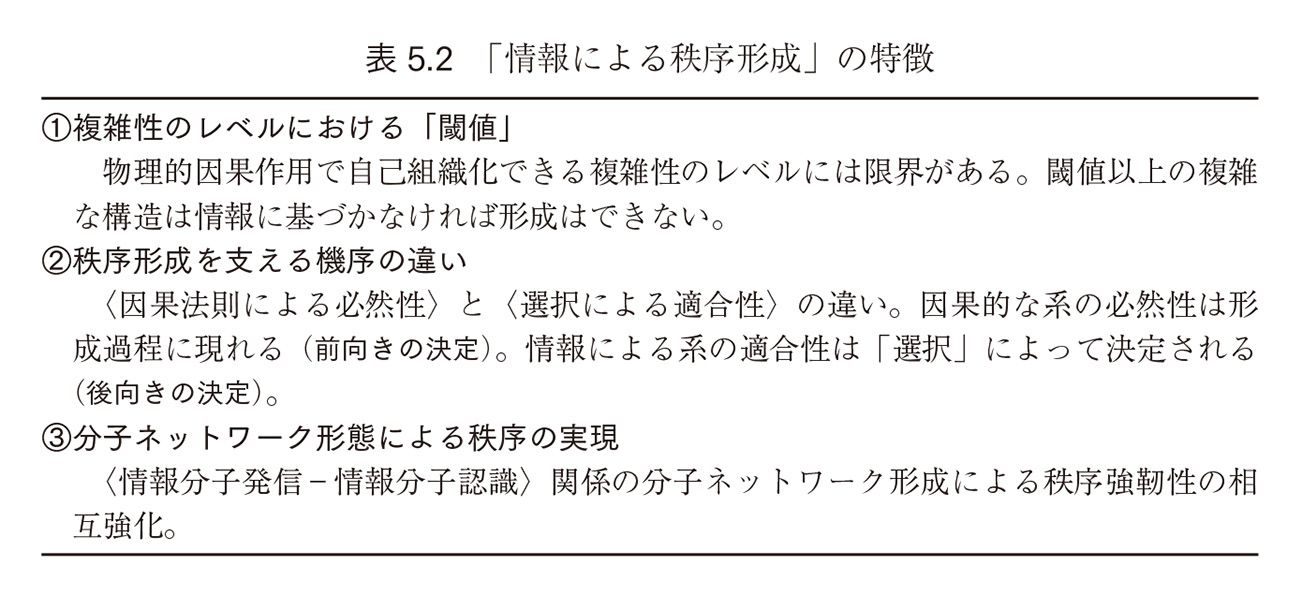 表 5.2 「情報による秩序形成」の特徴
①複雑性のレベルにおける「閾値」
物理的因果作用で自己組織化できる複雑性のレベルには限界がある。閾値以上の複雑
な構造は情報に基づかなければ形成はできない。
②秩序形成を支える機序の違い
〈因果法則による必然性〉と〈選択による適合性〉の違い。因果的な系の必然性は形
成過程に現れる（前向きの決定）。情報による系の適合性は「選択」によって決定される
（後向きの決定）。
③分子ネットワーク形態による秩序の実現
〈情報分子発信－情報分子認識〉関係の分子ネットワーク形成による秩序強靭性の相
互強化。